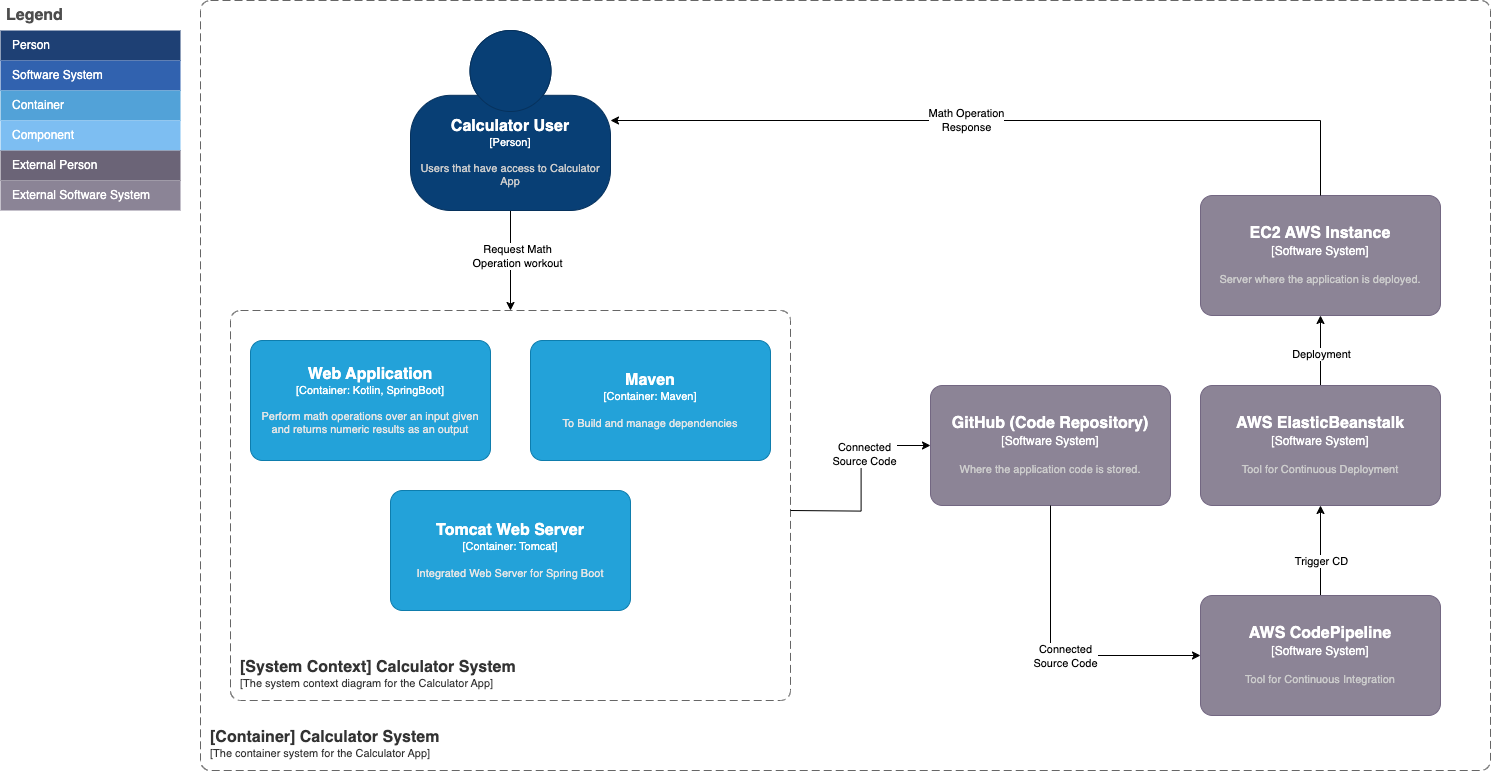 Legend
Person
Software System
Container
Component
External Person
External Software System
Calculator User
[Person]
Users that have access to Calculator
App
Math Operation
Response
Request Math
Operation workout
EC2 AWS Instance
[Software System]
Server where the application is deployed.
Deployment
Web Application
[Container: Kotlin, SpringBoot]
Perform math operations over an input given
and returns numeric results as an output
Maven
[Container: Maven]
To Build and manage dependencies
Tomcat Web Server
[Container: Tomcat]
Integrated Web Server for Spring Boot
[System Context] Calculator System
[The system context diagram for the Calculator App]
Connected
Source Code
GitHub (Code Repository)
[Software System]
Where the application code is stored.
AWS ElasticBeanstalk
[Software System]
Tool for Continuous Deployment
Trigger CD
Connected
Source Code
AWS CodePipeline
[Software System]
Tool for Continuous Integration
[Container] Calculator System
[The container system for the Calculator App]